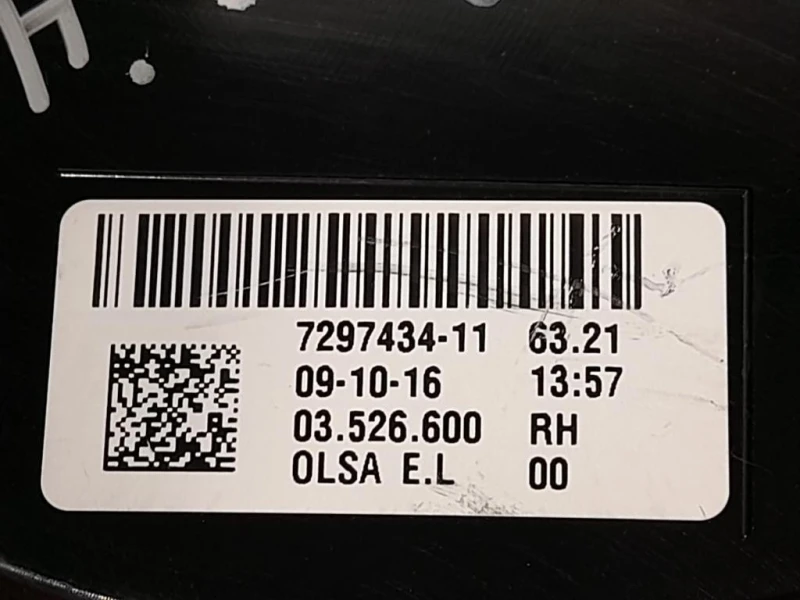 H.
7297434-11 63.21
09-10-16 13:57
03.526.600 RH
OLSA E.L 00